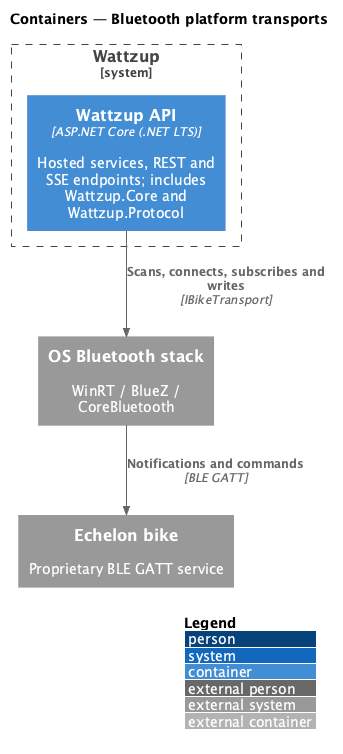 Containers — Bluetooth platform transports
Wattzup
[system]
Wattzup API
[ASP.NET Core (.NET LTS)]
Hosted services, REST and
SSE endpoints; includes
Wattzup.Core and
Wattzup.Protocol
Scans, connects, subscribes and
writes
[IBikeTransport]
OS Bluetooth stack
WinRT / BlueZ /
CoreBluetooth
Notifications and commands
[BLE GATT]
Echelon bike
Proprietary BLE GATT service
Legend
person
system
container
external person
external system
external container